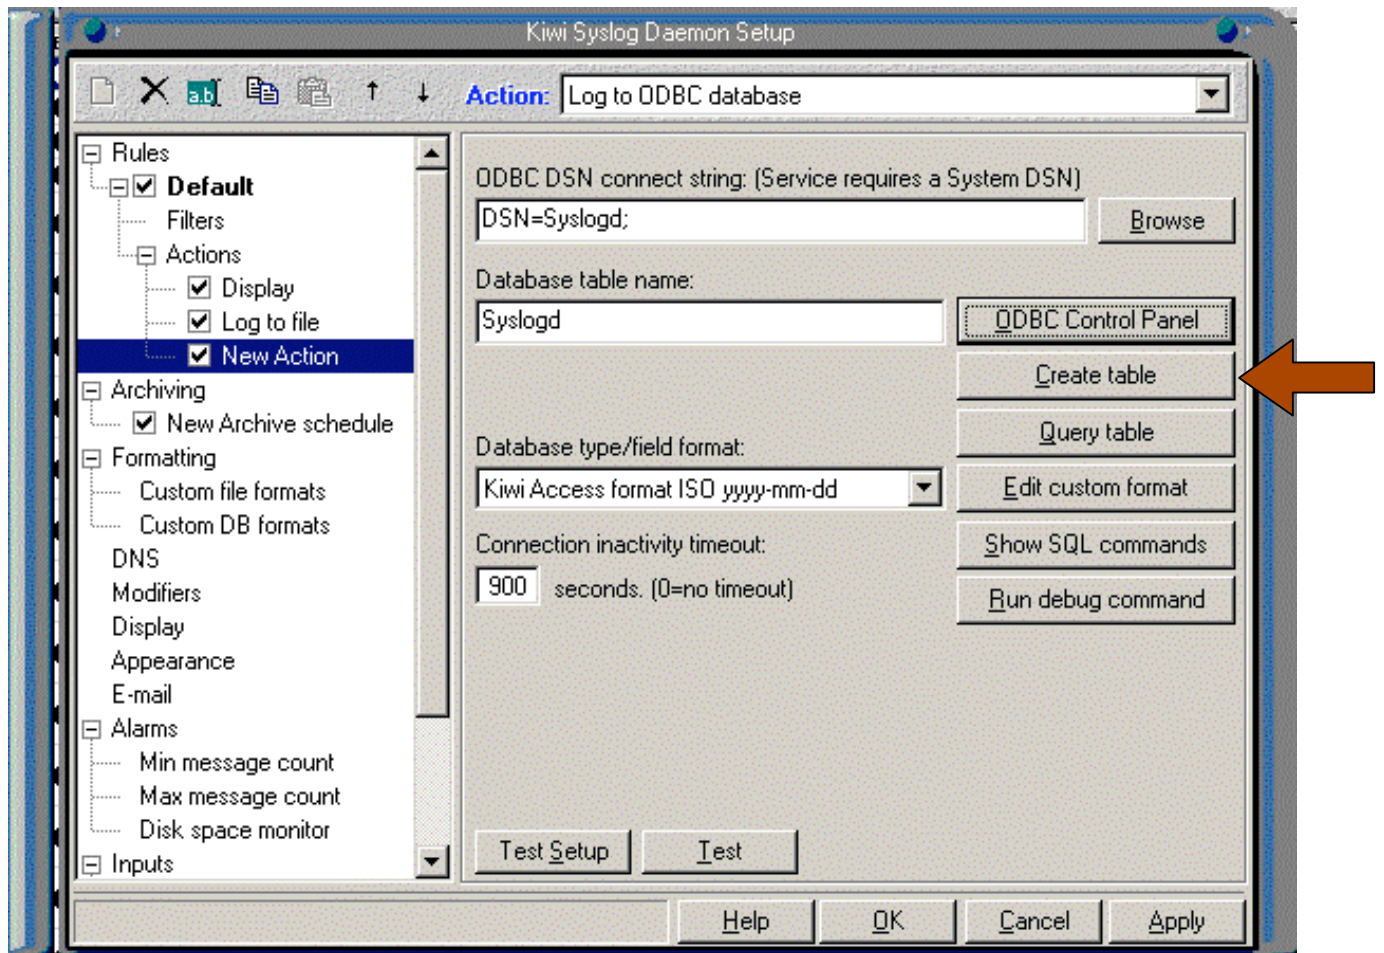 Kiwi Syslog Daemon Setup
a.b
Action: Log to ODBC database
Rules
Default
Filters
Actions
Display
Log to file
New Action
Archiving
New Archive schedule
Formatting
Custom file formats
Custom DB formats
DNS
Modifiers
Display
Appearance
E-mail
Alarms
Min message count
Max message count
Disk space monitor
Inputs
ODBC DSN connect string: (Service requires a System DSN)
DSN=Syslogd;
Browse
Database table name:
Syslogd
ODBC Control Panel
Create table
Query table
Database type/field format:
Kiwi Access format ISO yyyy-mm-dd
Edit custom format
Connection inactivity timeout:
Show SQL commands
900 seconds. (0=no timeout)
Run debug command
Test Setup
Test
Help
OK
Cancel
Apply